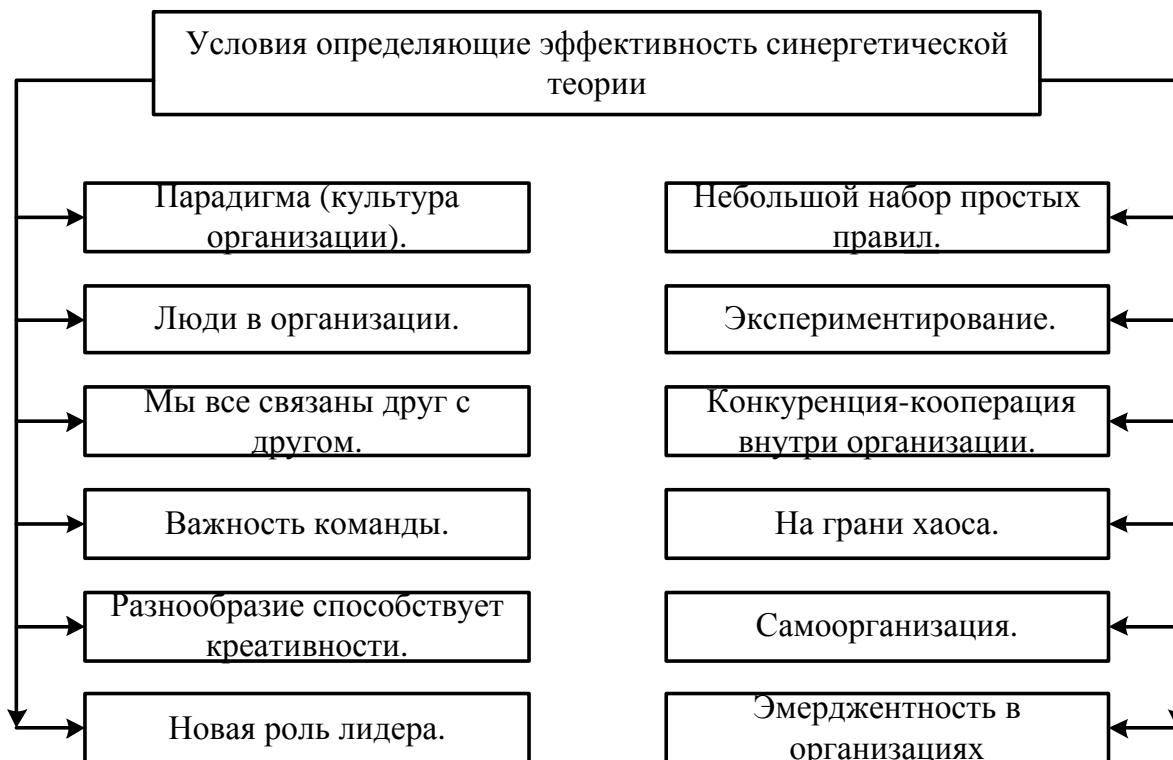 Условия определяющие эффективность синергетической
теории
Парадигма (культура
организации).
Люди в организации.
Мы все связаны друг с
другом.
Важность команды.
Разнообразие способствует
креативности.
Новая роль лидера.
Небольшой набор простых
правил.
Экспериментирование.
Конкуренция-кооперация
внутри организации.
На грани хаоса.
Самоорганизация.
Эмерджентность в
организациях